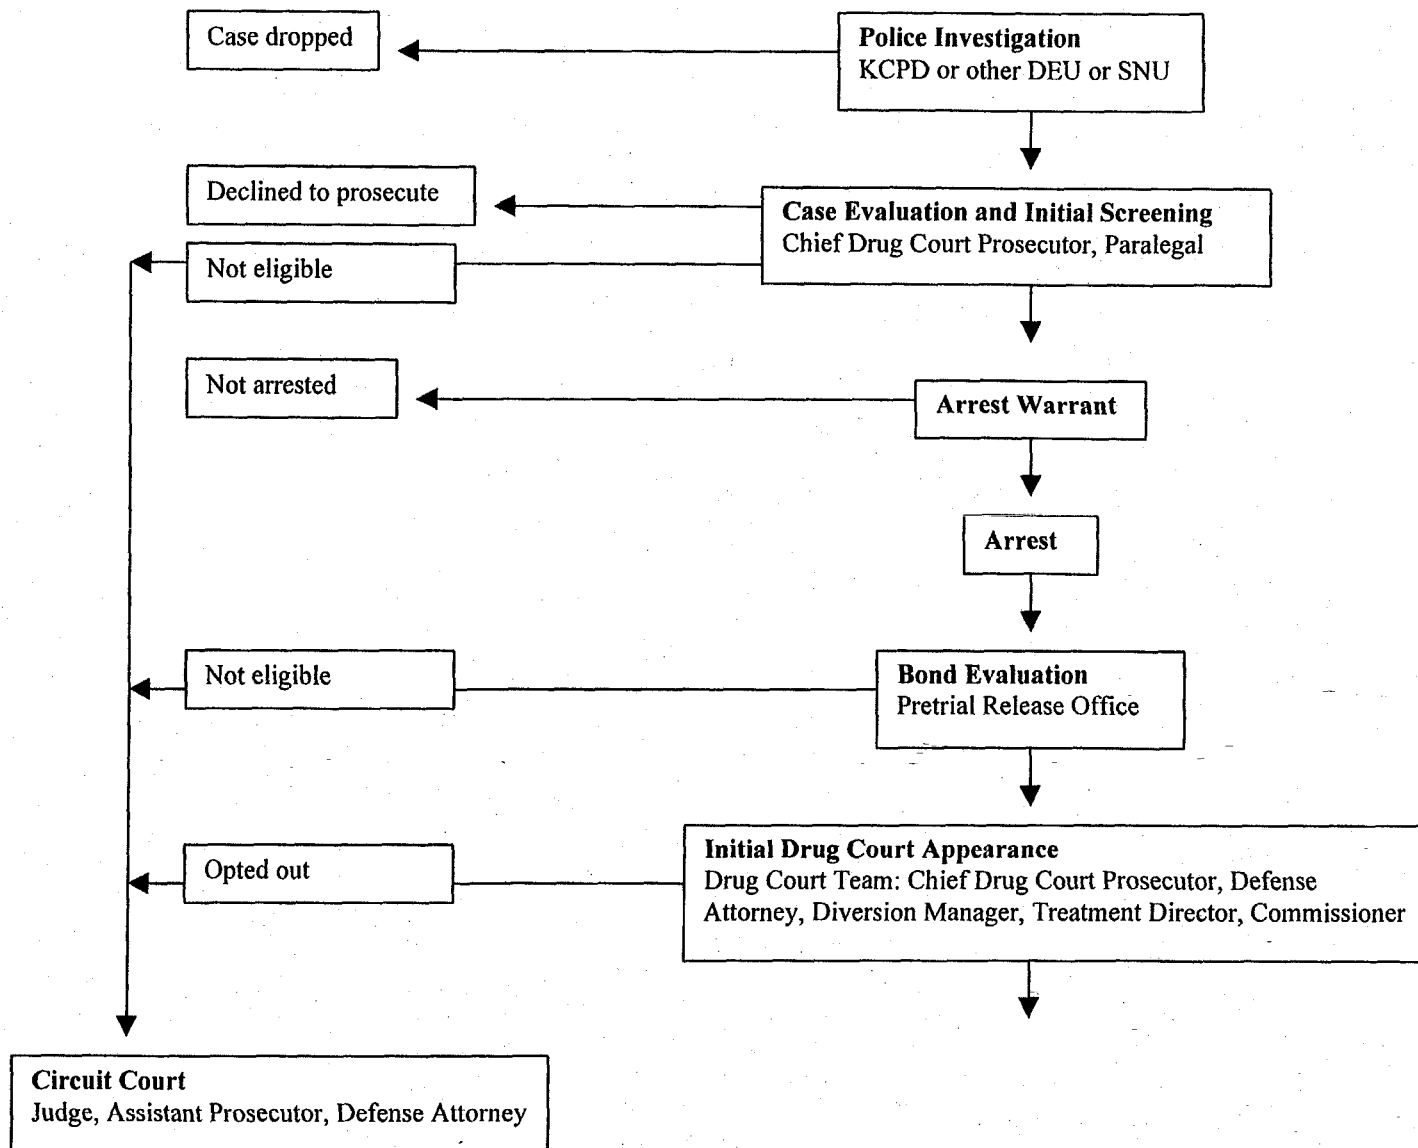 Case dropped
Police Investigation
KCPD or other DEU or SNU
Declined to prosecute
Case Evaluation and Initial Screening
Chief Drug Court Prosecutor, Paralegal
Not eligible
Not arrested
Arrest Warrant
Arrest
Not eligible
Bond Evaluation
Pretrial Release Office
Opted out
Initial Drug Court Appearance
Drug Court Team: Chief Drug Court Prosecutor, Defense
Attorney, Diversion Manager, Treatment Director, Commissioner
Circuit Court
Judge, Assistant Prosecutor, Defense Attorney